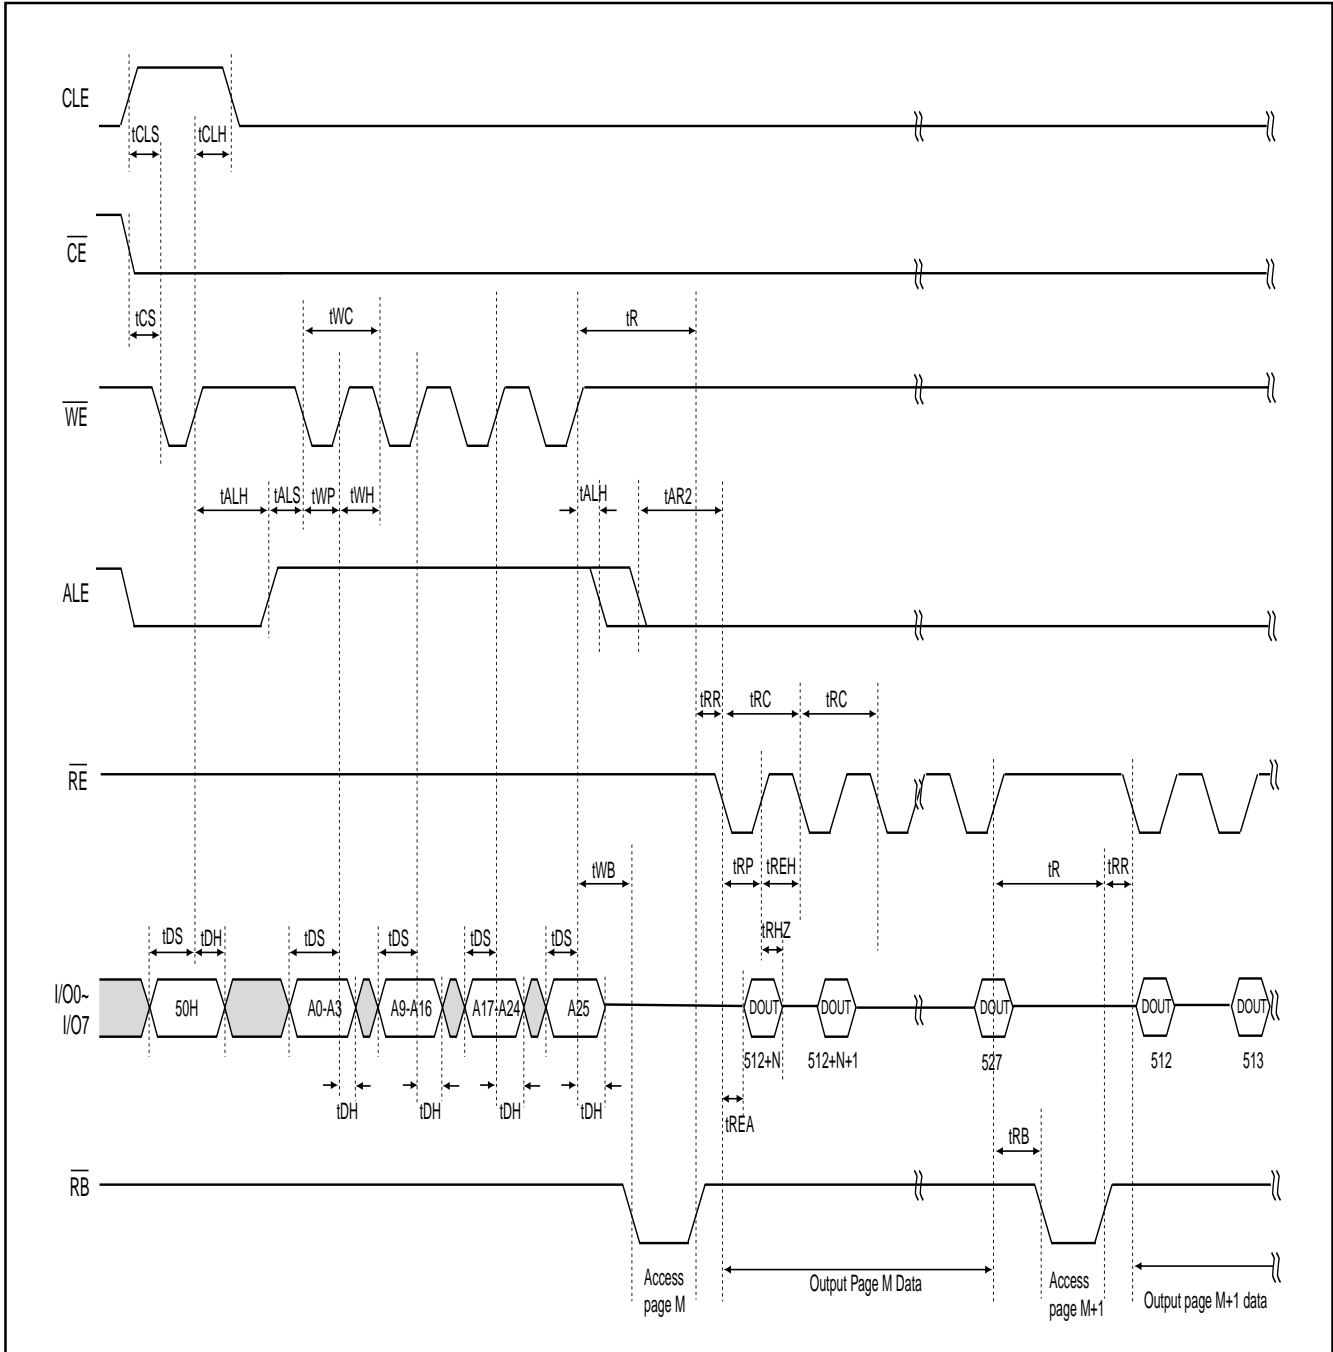 CLE
tCLS tCLH
CE
tCS tWC tR
WE
tALH tALS tWP tWH tALH tAR2
ALE
tRR tRC tRC
RE
tWB tRP tREH tR tRR
tRHZ
tDS tDH tDS tDS tDS tDS
I/O0~
I/O7
50H A0-A3 A9-A16 A17-A24 A25 DOUT DOUT DOUT DOUT DOUT
512+N 512+N+1 527 512 513
tDH tDH tDH tDH
tREA
tRB
RB
Access
page M
Output Page M Data
Access
page M+1
Output page M+1 data